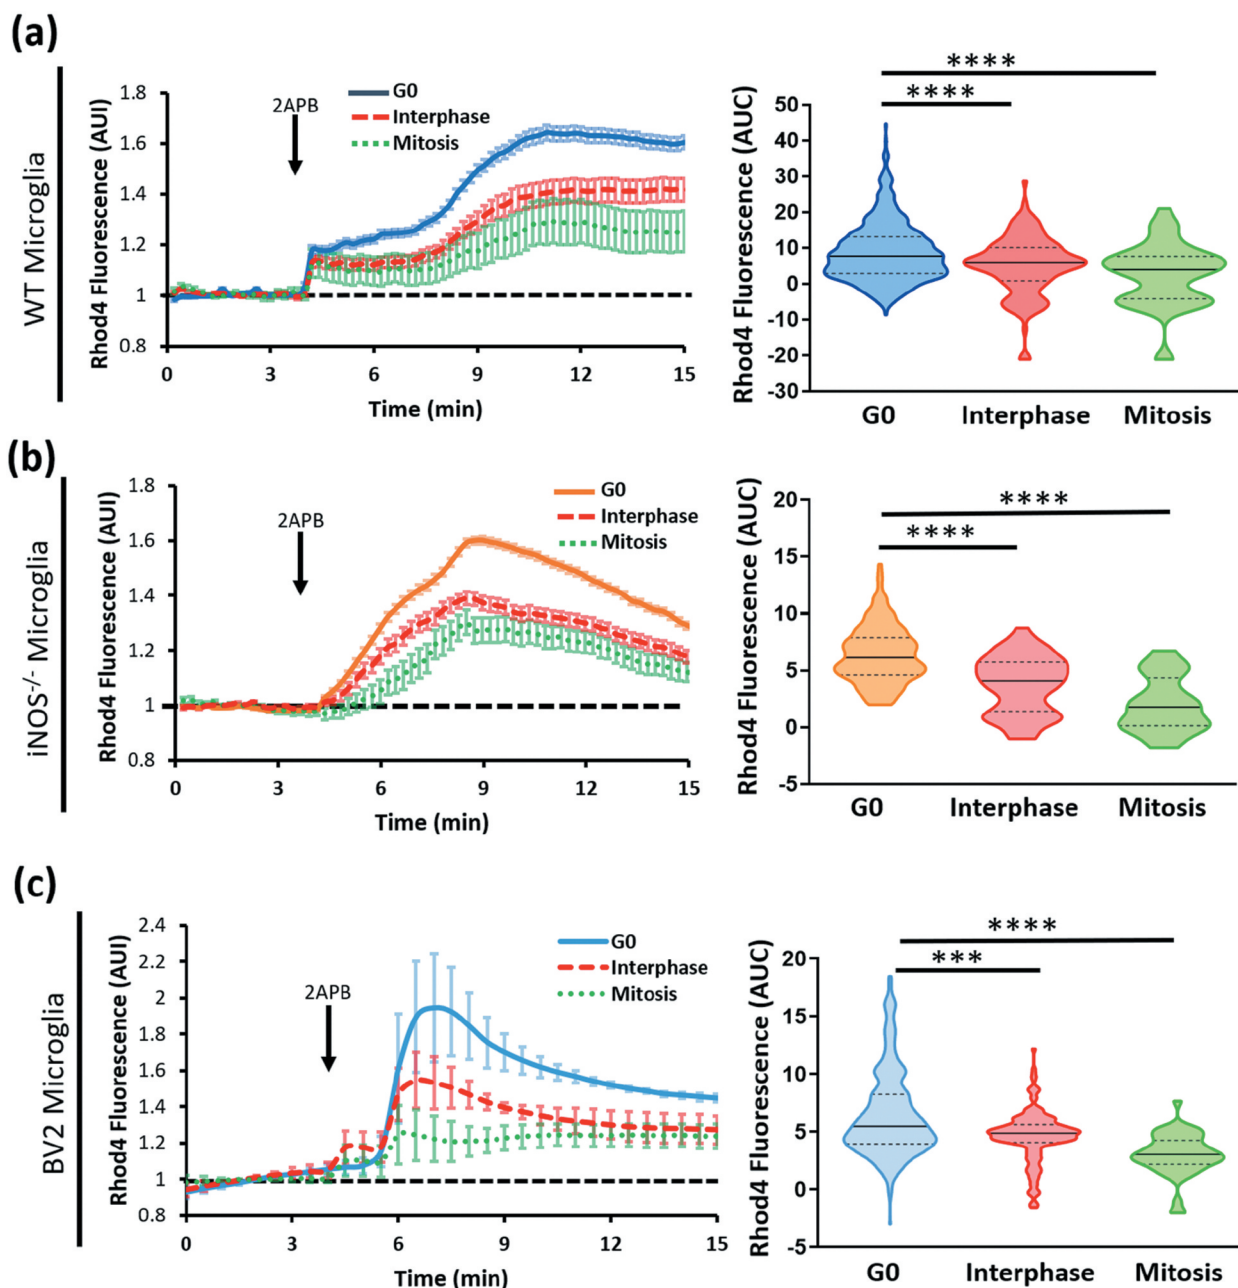 (a)
WT Microglia
Rhod4 Fluorescence (AUI)
1.8
1.6
1.4
1.2
1
0.8
2APB
G0
Interphase
Mitosis
0 3 6 9 12 15
Time (min)
Rhod4 Fluorescence (AUC)
50
40
30
20
10
0
-10
-20
-30
****
****
G0 Interphase Mitosis
(b)
iNOS-/- Microglia
Rhod4 Fluorescence (AUI)
1.8
1.6
1.4
1.2
1
0.8
2APB
G0
Interphase
Mitosis
0 3 6 9 12 15
Time (min)
Rhod4 Fluorescence (AUC)
20
15
10
5
0
-5
****
****
G0 Interphase Mitosis
(c)
BV2 Microglia
Rhod4 Fluorescence (AUI)
2.4
2.2
2
1.8
1.6
1.4
1.2
1
0.8
2APB
G0
Interphase
Mitosis
0 3 6 9 12 15
Time (min)
Rhod4 Fluorescence (AUC)
20
15
10
5
0
-5
****
***
G0 Interphase Mitosis